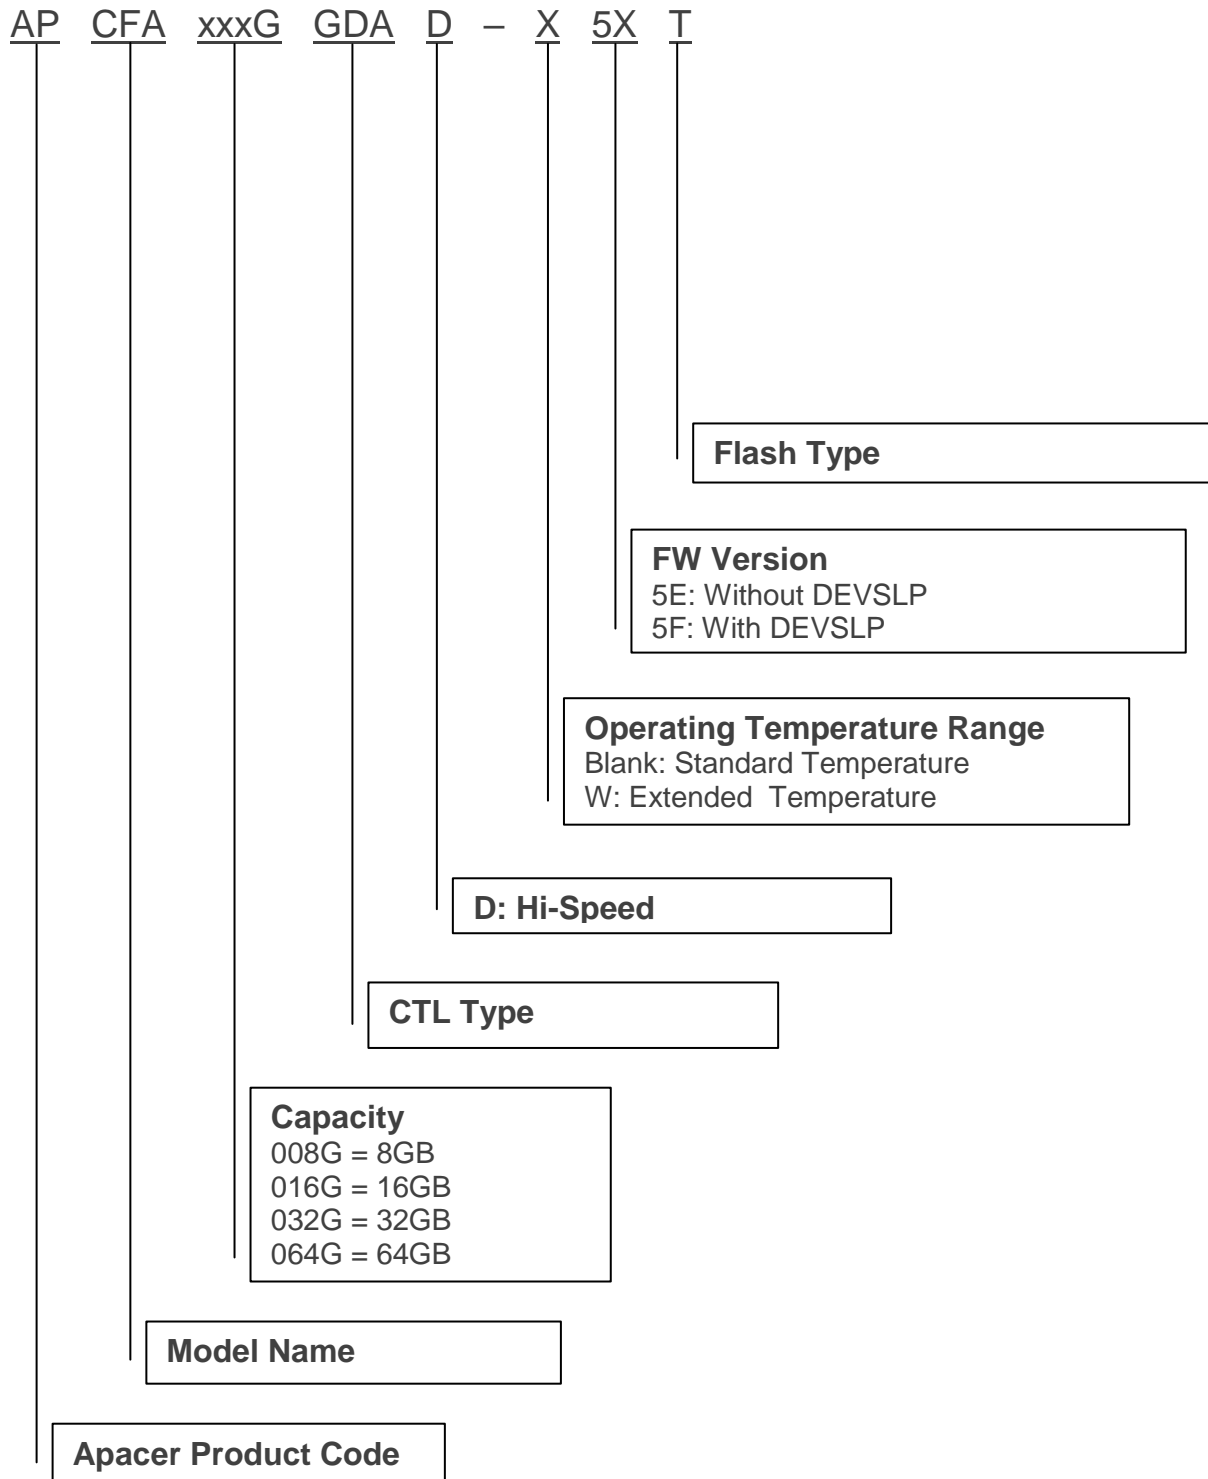 AP CFA xxxG GDA D – X 5X T
Flash Type
FW Version
5E: Without DEVSLP
5F: With DEVSLP
Operating Temperature Range
Blank: Standard Temperature
W: Extended Temperature
D: Hi-Speed
CTL Type
Capacity
008G = 8GB
016G = 16GB
032G = 32GB
064G = 64GB
Model Name
Apacer Product Code